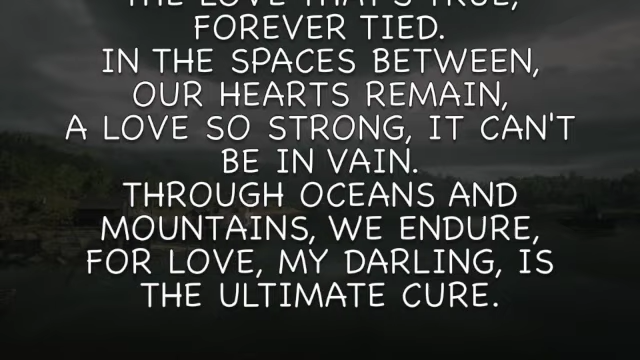 THE LOVE THAT'S TRUE,
FOREVER TIED.
IN THE SPACES BETWEEN,
OUR HEARTS REMAIN,
A LOVE SO STRONG, IT CAN'T
BE IN VAIN.
THROUGH OCEANS AND
MOUNTAINS, WE ENDURE,
FOR LOVE, MY DARLING, IS
THE ULTIMATE CURE.